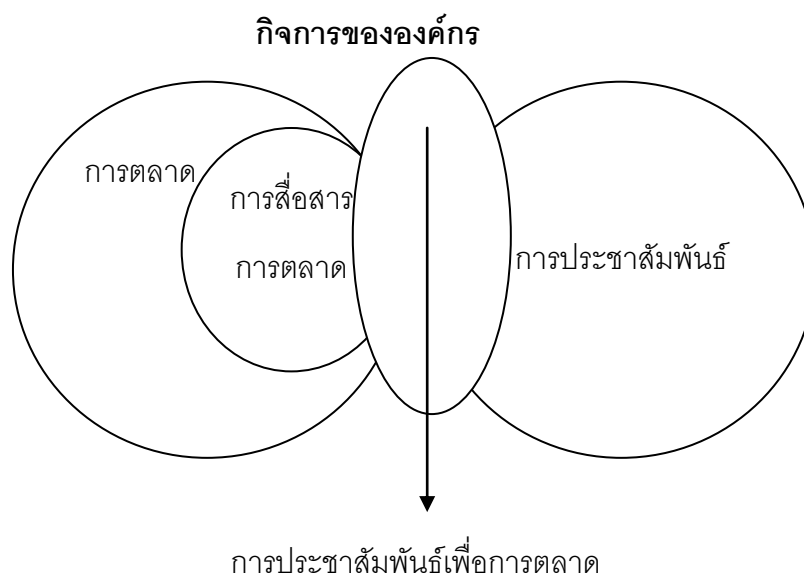 กิจการขององค์กร
การตลาด
การสื่อสาร
การตลาด
การประชาสัมพันธ์
การประชาสัมพันธ์เพื่อการตลาด